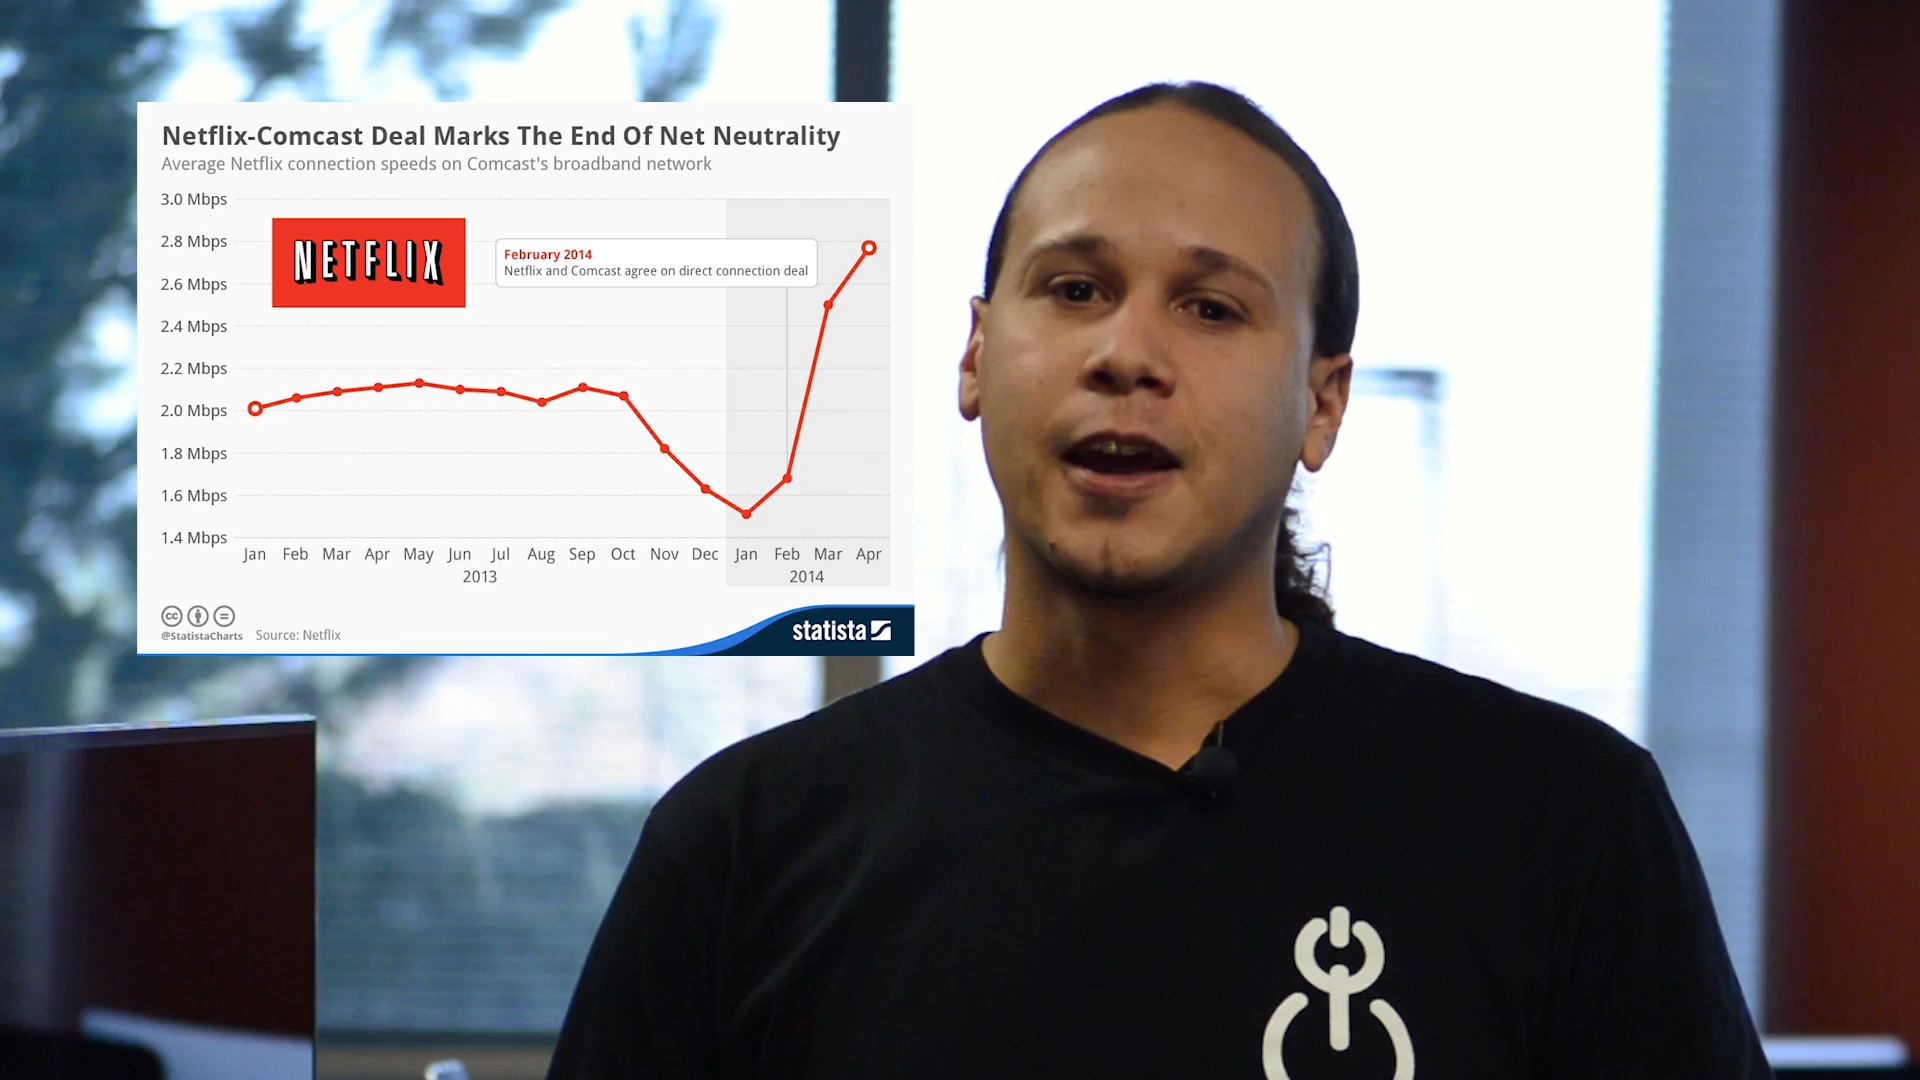 Netflix-Comcast Deal Marks The End Of Net Neutrality
Average Netflix connection speeds on Comcast's broadband network
3.0 Mbps
2.8 Mbps
2.6 Mbps
2.4 Mbps
2.2 Mbps
2.0 Mbps
1.8 Mbps
1.6 Mbps
1.4 Mbps
NETFLIX
February 2014
Netflix and Comcast agree on direct connection deal
Jan Feb Mar Apr May Jun Jul Aug Sep Oct Nov Dec Jan Feb Mar Apr
2013 2014
cc
@StatistaCharts Source: Netflix
statista